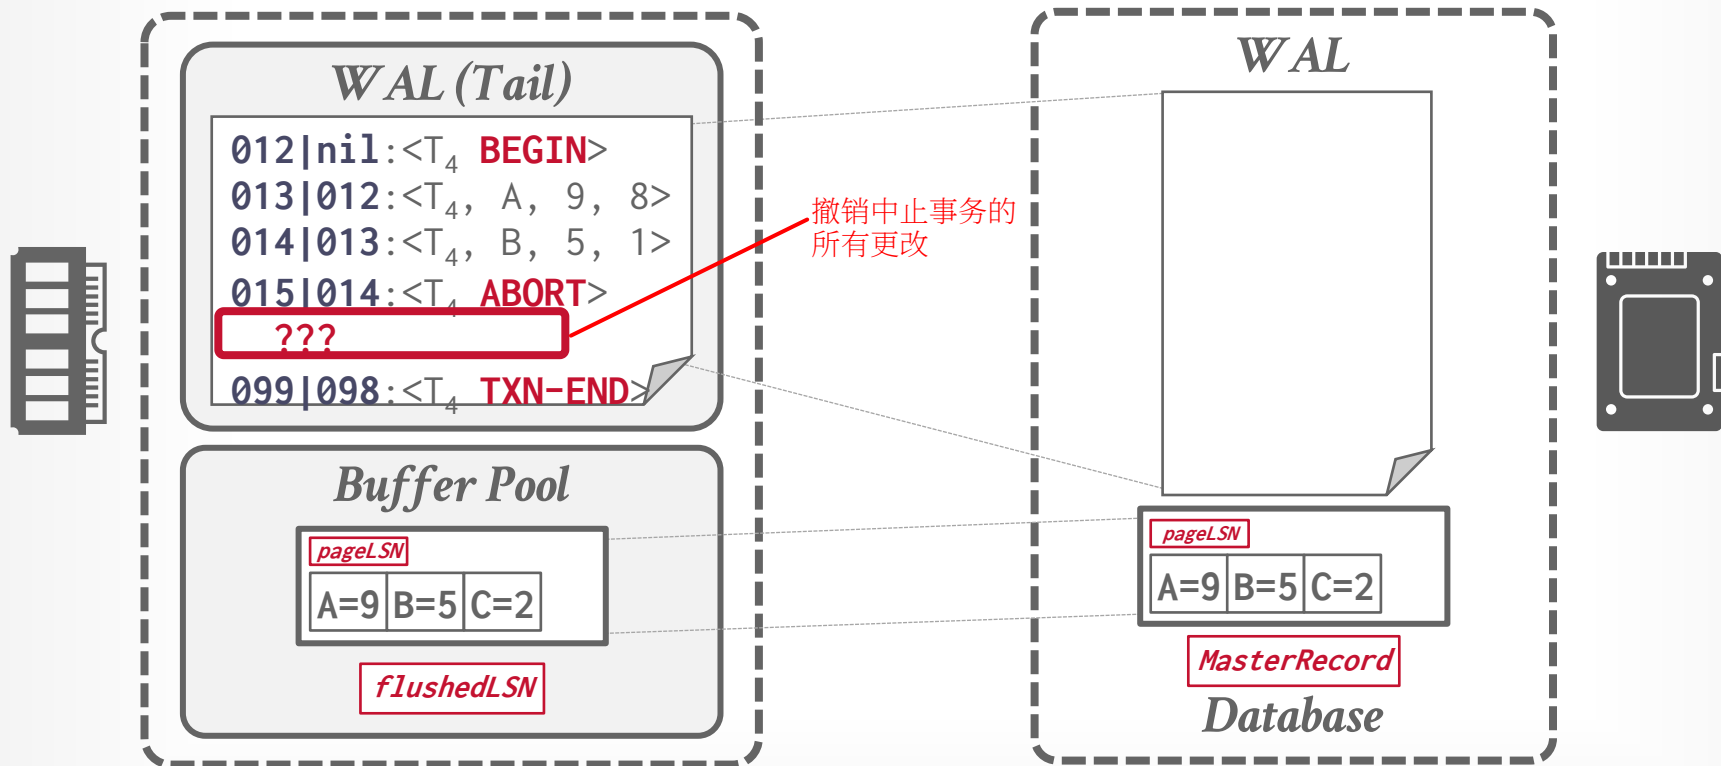 WAL (Tail)
012|nil:<T4 BEGIN>
013|012:<T4, A, 9, 8>
014|013:<T4, B, 5, 1>
015|014:<T4 ABORT>
???
099|098:<T4 TXN-END>
撤销中止事务的
所有更改
Buffer Pool
pageLSN
A=9 B=5 C=2
flushedLSN
WAL
pageLSN
A=9 B=5 C=2
MasterRecord
Database